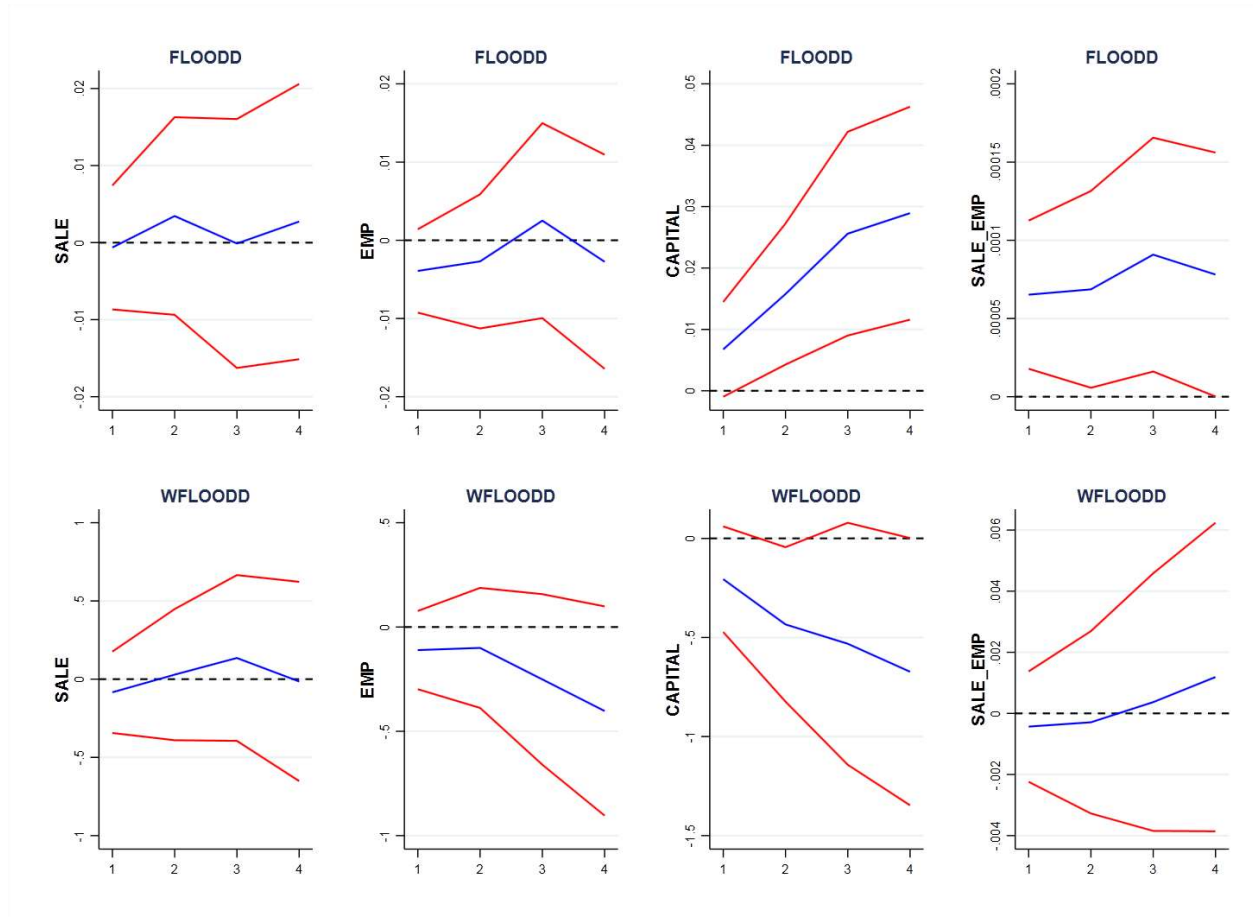 FLOODD
SALE
.02
.01
0
-.01
-.02
1 2 3 4
FLOODD
EMP
.02
.01
0
-.01
-.02
1 2 3 4
FLOODD
CAPITAL
.05
.04
.03
.02
.01
0
1 2 3 4
FLOODD
SALE_EMP
.0002
.00015
.0001
.00005
0
1 2 3 4
WFLOODD
SALE
1
.5
0
-.5
-1
1 2 3 4
WFLOODD
EMP
.5
0
-.5
-1
1 2 3 4
WFLOODD
CAPITAL
0
-.5
-1
-1.5
1 2 3 4
WFLOODD
SALE_EMP
.006
.004
.002
0
-.002
-.004
1 2 3 4